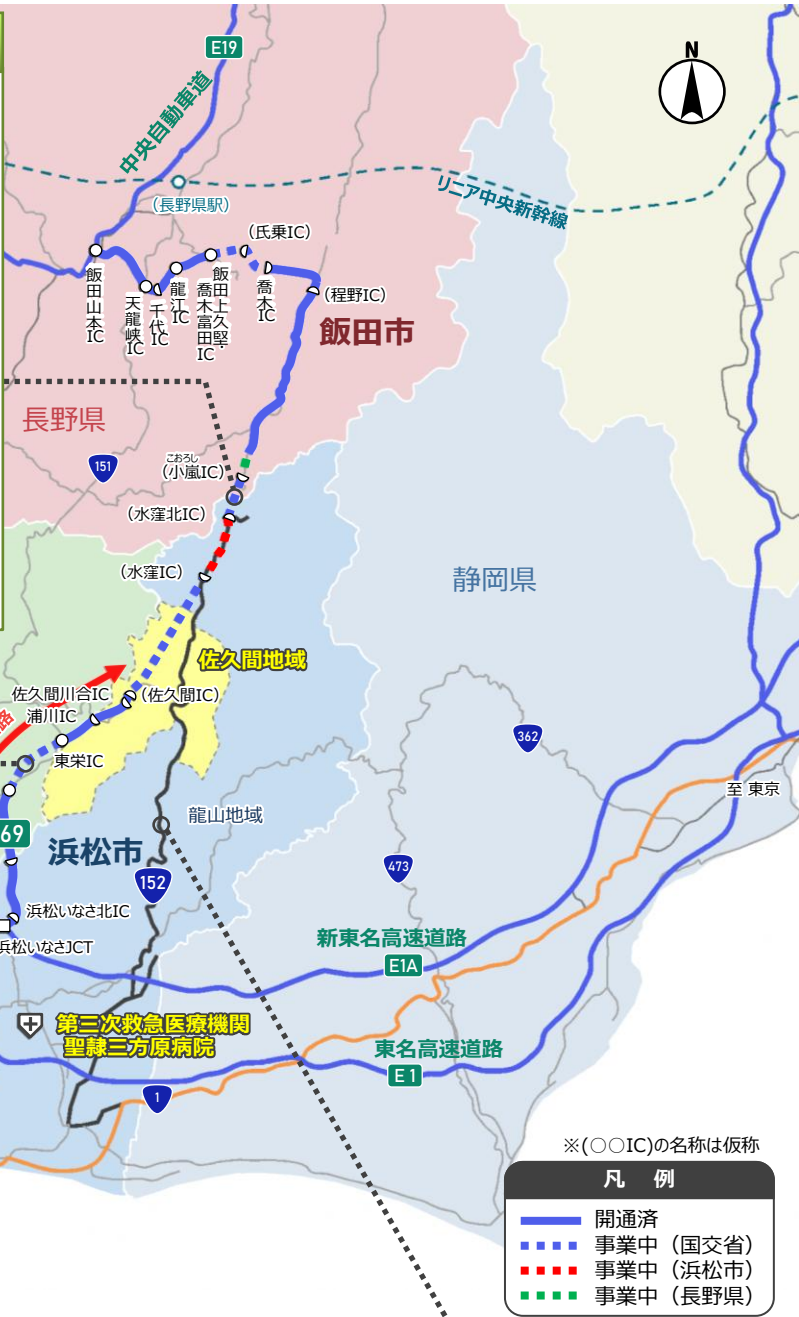 E19
N
中央自動車道
リニア中央新幹線
(長野県駅)
(氏乗IC)
飯田山本IC
天龍峡IC
千代IC
龍江IC
飯田上久堅・
喬木富田IC
喬木IC
(程野IC)
飯田市
長野県
151
こおろし
(小嵐IC)
(水窪北IC)
(水窪IC)
静岡県
佐久間地域
佐久間川合IC
(佐久間IC)
浦川IC
路
東栄IC
362
至 東京
龍山地域
69
浜松市
473
152
浜松いなさ北IC
浜松いなさJCT
新東名高速道路
E1A
第三次救急医療機関
聖隷三方原病院
東名高速道路
E1
1
※(○○IC)の名称は仮称
凡 例
開通済
事業中（国交省）
事業中（浜松市）
事業中（長野県）